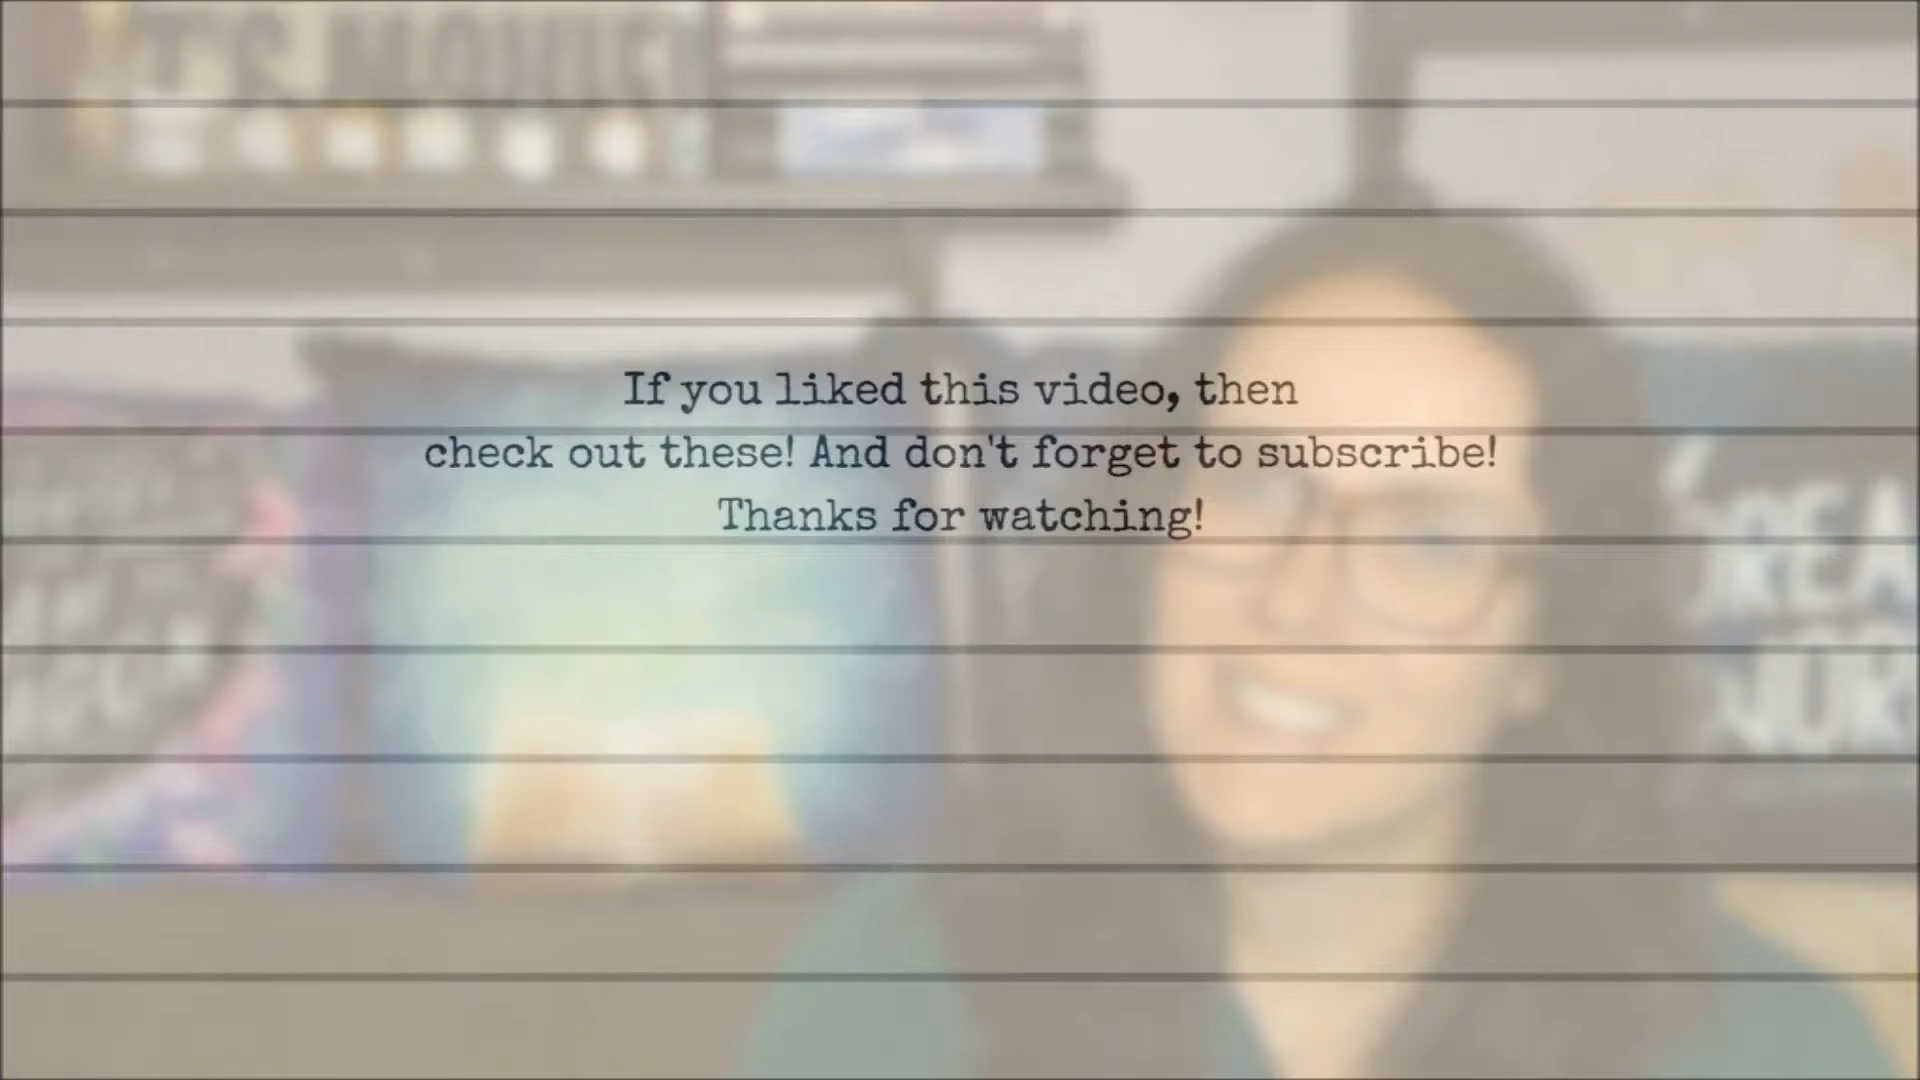 If you liked this video, then
check out these! And don't forget to subscribe!
Thanks for watching!